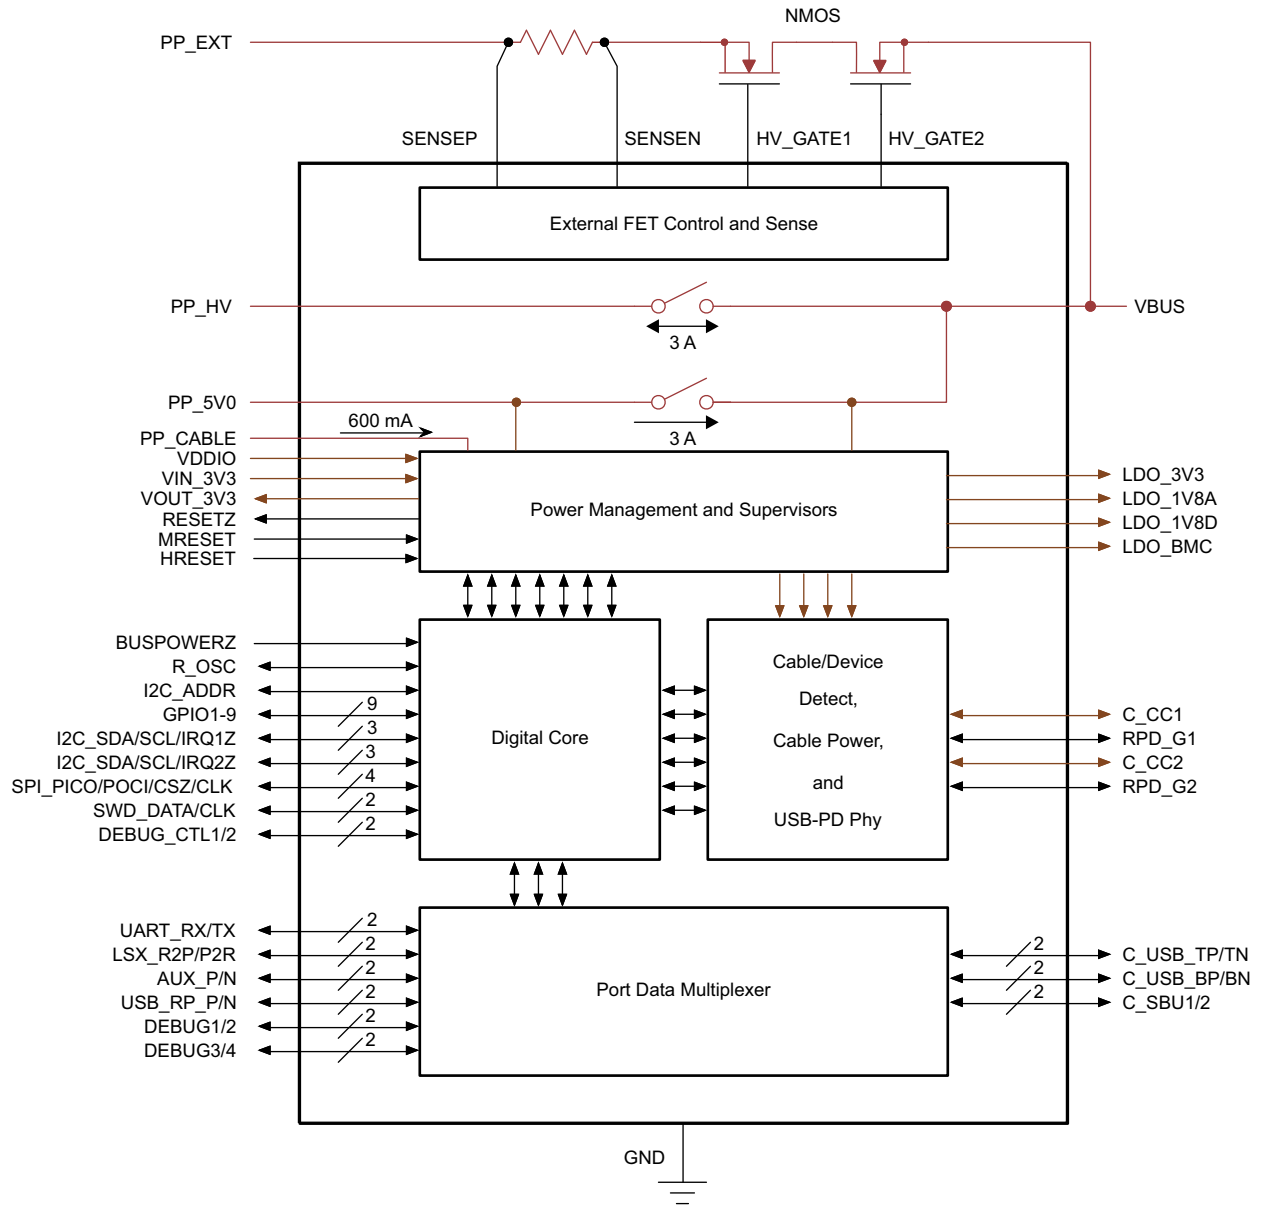 NMOS
PP_EXT
SENSEP
SENSEN
HV_GATE1
HV_GATE2
External FET Control and Sense
PP_HV
3 A
VBUS
PP_5V0
3 A
600 mA
PP_CABLE
VDDIO
VIN_3V3
VOUT_3V3
RESETZ
MRESET
HRESET
Power Management and Supervisors
LDO_3V3
LDO_1V8A
LDO_1V8D
LDO_BMC
BUSPOWERZ
R_OSC
I2C_ADDR
GPIO1-9
9
I2C_SDA/SCL/IRQ1Z
3
I2C_SDA/SCL/IRQ2Z
3
SPI_PICO/POCI/CSZ/CLK
4
SWD_DATA/CLK
2
DEBUG_CTL1/2
2
Digital Core
Cable/Device
Detect,
Cable Power,
and
USB-PD Phy
C_CC1
RPD_G1
C_CC2
RPD_G2
UART_RX/TX
2
LSX_R2P/P2R
2
AUX_P/N
2
USB_RP_P/N
2
DEBUG1/2
2
DEBUG3/4
2
Port Data Multiplexer
2
C_USB_TP/TN
2
C_USB_BP/BN
2
C_SBU1/2
GND